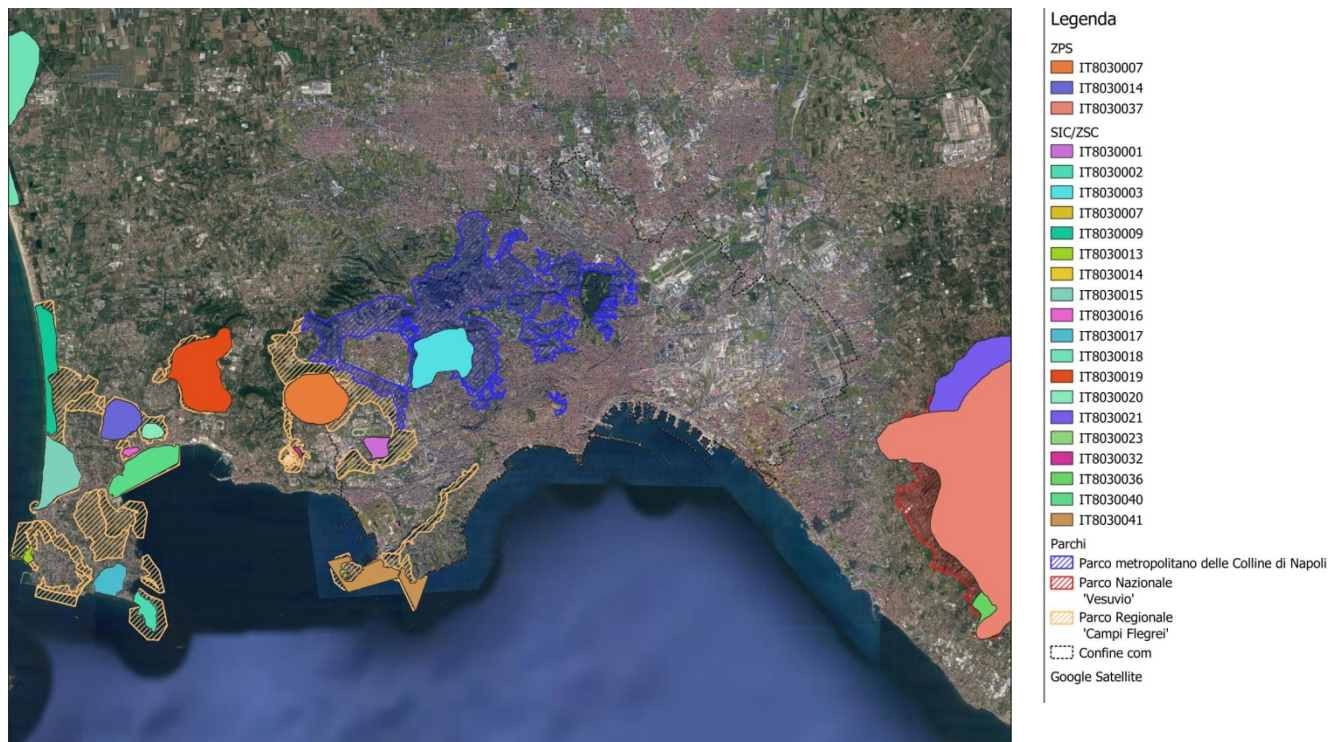 Legenda
ZPS
IT8030007
IT8030014
IT8030037
SIC/ZSC
IT8030001
IT8030002
IT8030003
IT8030007
IT8030009
IT8030013
IT8030014
IT8030015
IT8030016
IT8030017
IT8030018
IT8030019
IT8030020
IT8030021
IT8030023
IT8030032
IT8030036
IT8030040
IT8030041
Parchi
Parco metropolitano delle Colline di Napoli
Parco Nazionale
'Vesuvio'
Parco Regionale
'Campi Flegrei'
Confine com
Google Satellite